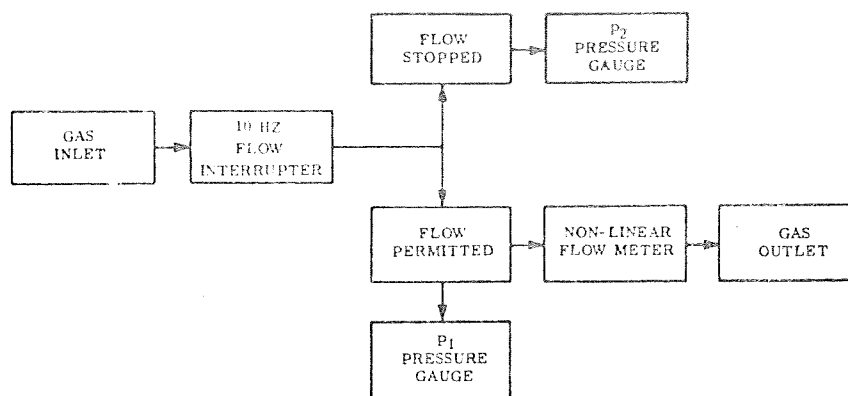 FLOW
STOPPED
P2
PRESSURE
GAUGE
GAS
INLET
10 HZ
FLOW
INTERRUPTER
FLOW
PERMITTED
NON-LINEAR
FLOW METER
GAS
OUTLET
P1
PRESSURE
GAUGE